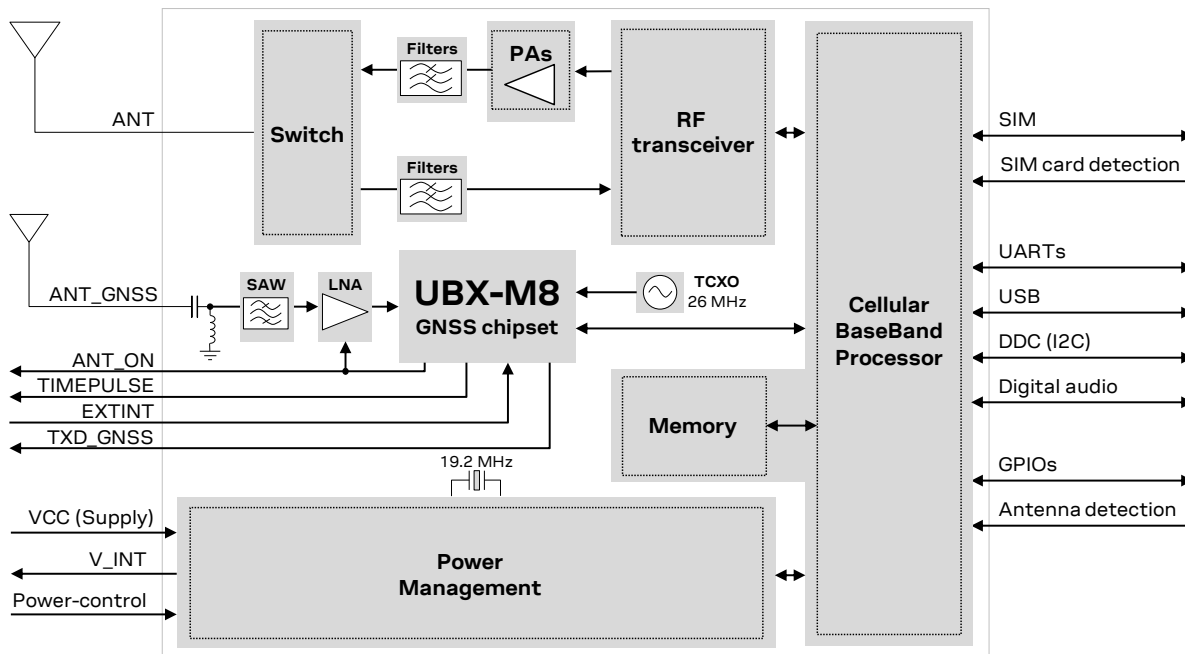 Filters
PAs
ANT
Switch
RF
transceiver
SIM
SIM card detection
Filters
ANT_GNSS
SAW
LNA
UBX-M8
GNSS chipset
TCXO
26 MHz
UARTs
USB
DDC (I2C)
Digital audio
Cellular
BaseBand
Processor
ANT_ON
TIMEPULSE
EXTINT
TXD_GNSS
Memory
19.2 MHz
GPIOs
Antenna detection
VCC (Supply)
V_INT
Power-control
Power
Management